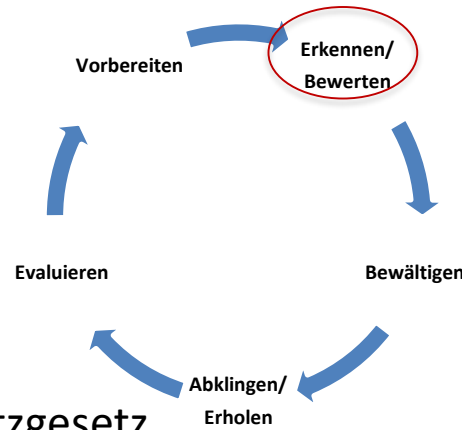 Vorbereiten
Erkennen/
Bewerten
Bewältigen
Abklingen/
Erholen
Evaluieren